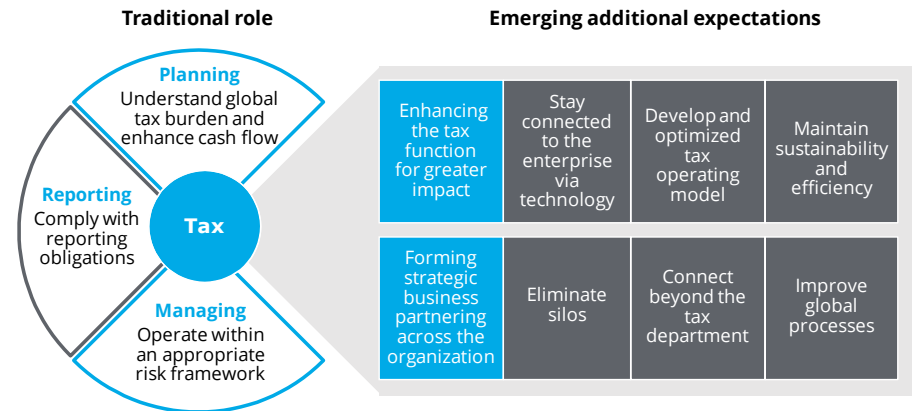 Traditional role
Emerging additional expectations
Planning
Understand global
tax burden and
enhance cash flow
Reporting
Comply with
reporting
obligations
Tax
Managing
Operate within
an appropriate
risk framework
Enhancing
the tax
function
for greater
impact
Stay
connected
to the
enterprise
via
technology
Develop and
optimized
tax
operating
model
Maintain
sustainability
and
efficiency
Forming
strategic
business
partnering
across the
organization
Eliminate
silos
Connect
beyond the
tax
department
Improve
global
processes